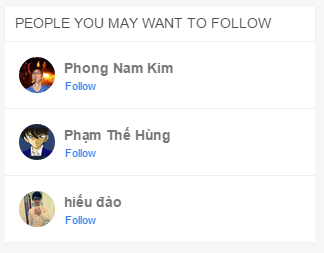 PEOPLE YOU MAY WANT TO FOLLOW
Phong Nam Kim
Follow
Phạm Thế Hùng
Follow
hiếu đào
Follow